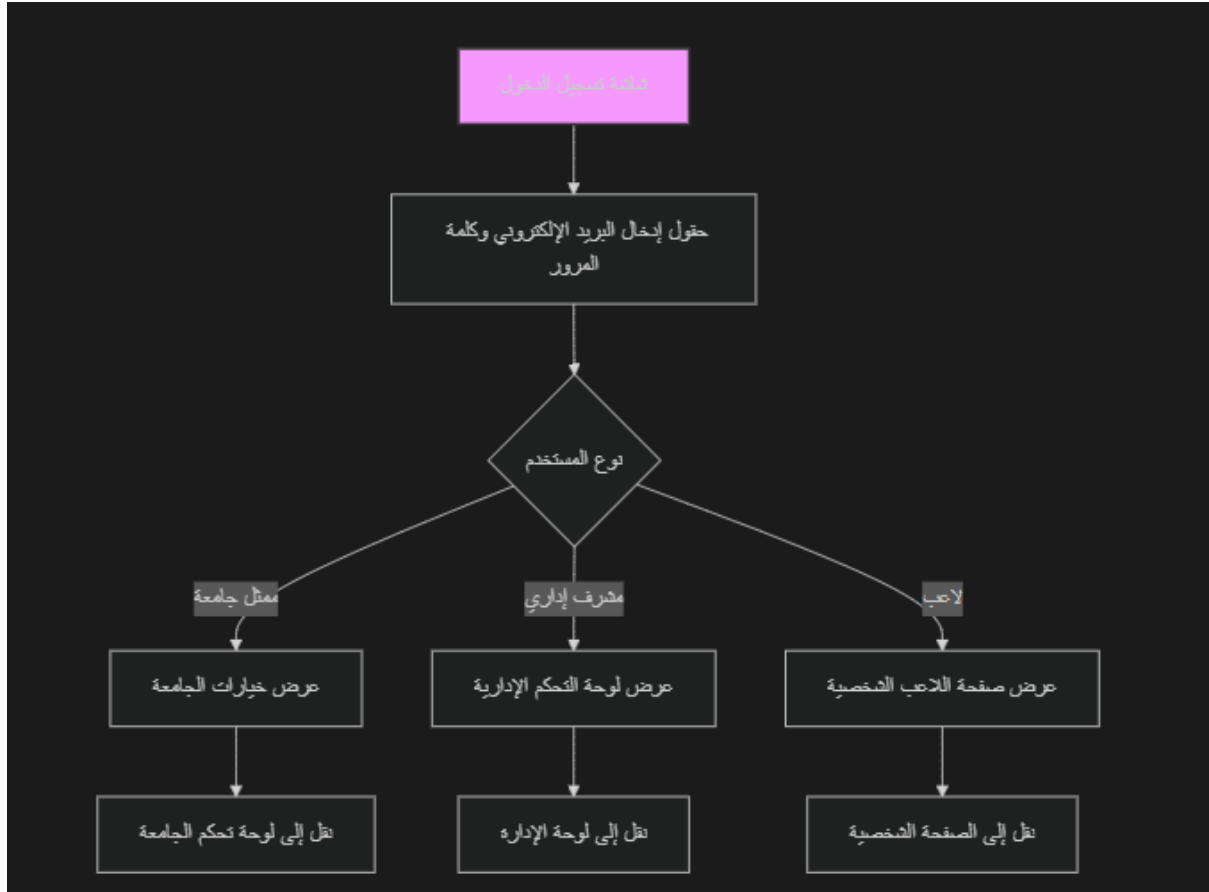 شاشة تسجيل الدخول
حقول إدخال البريد الإلكتروني وكلمة
المرور
نوع المستخدم
لاعب
مشرف إداري
ممثل جامعة
عرض صفحة اللاعب الشخصية
عرض لوحة التحكم الإدارية
عرض خيارات الجامعة
نقل إلى الصفحة الشخصية
نقل إلى لوحة الإداره
نقل إلى لوحة تحكم الجامعة